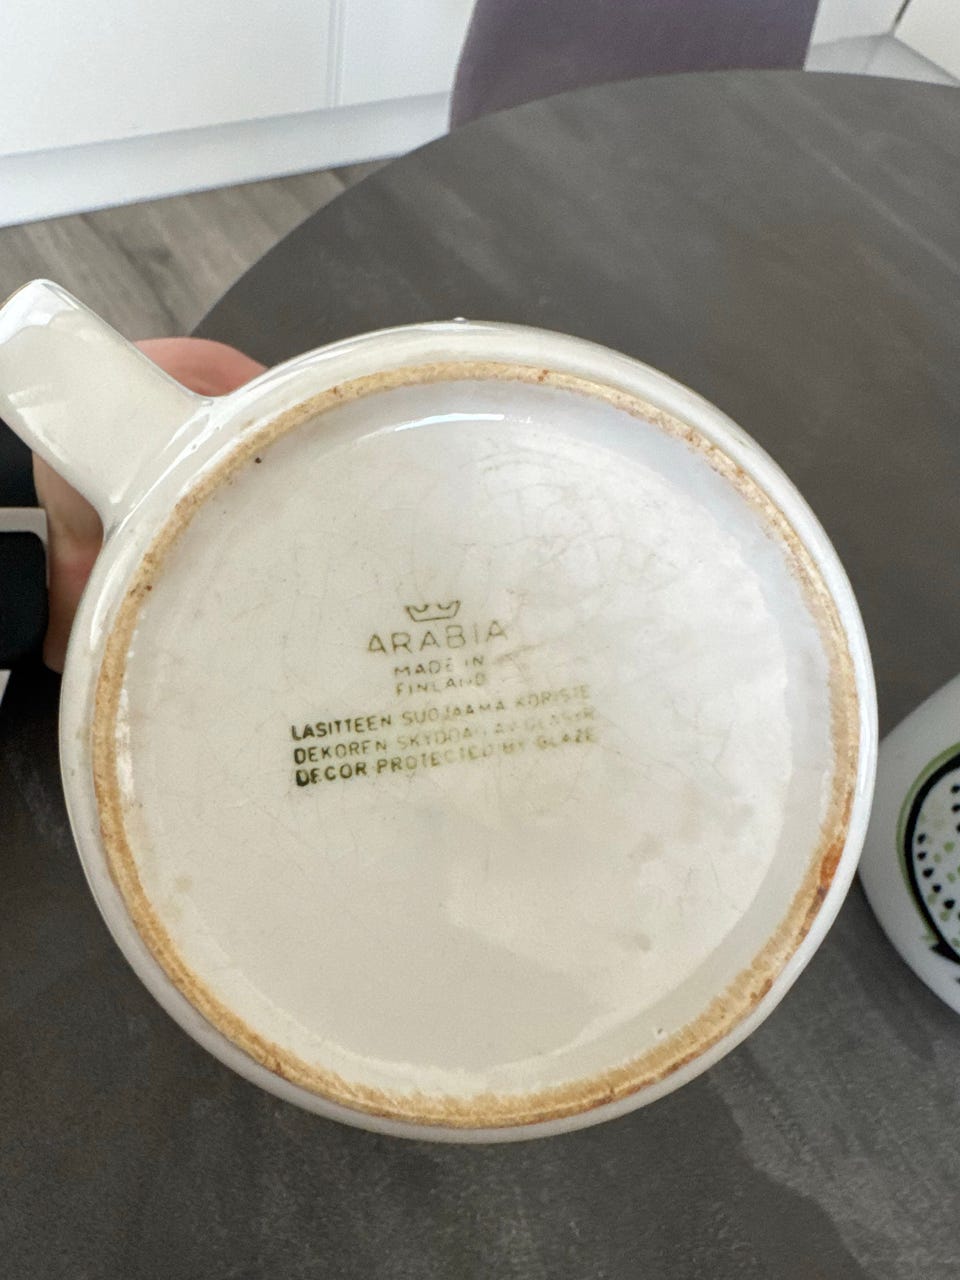 ARABIA
MADE IN
FINLAND
LASITTEEN SUOJAAMA KORISTE
DEKOREN SKYDDAD AV GLASYR
DECOR PROTECTED BY GLAZE